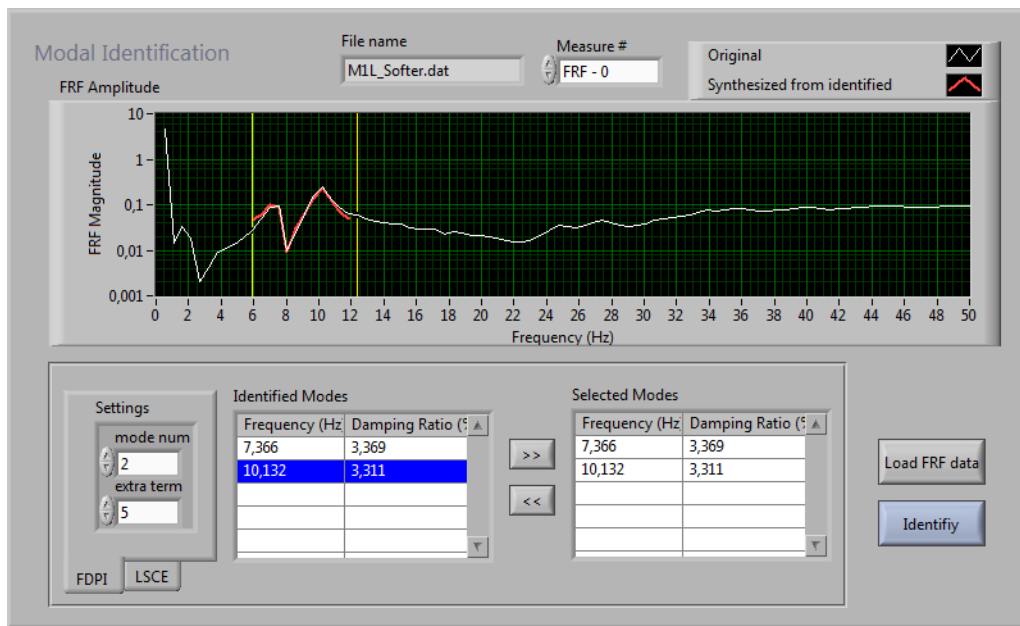 Modal Identification
File name
M1L_Softer.dat
Measure #
FRF - 0
Original
Synthesized from identified
FRF Amplitude
FRF Magnitude
10
1
0,1
0,01
0,001
0 2 4 6 8 10 12 14 16 18 20 22 24 26 28 30 32 34 36 38 40 42 44 46 48 50
Frequency (Hz)
Settings
mode num
2
extra term
5
FDPI LSCE
Identified Modes
Frequency (Hz Damping Ratio (%
7,366 3,369
10,132 3,311
>>
<<
Selected Modes
Frequency (Hz Damping Ratio (%
7,366 3,369
10,132 3,311
Load FRF data
Identifiy